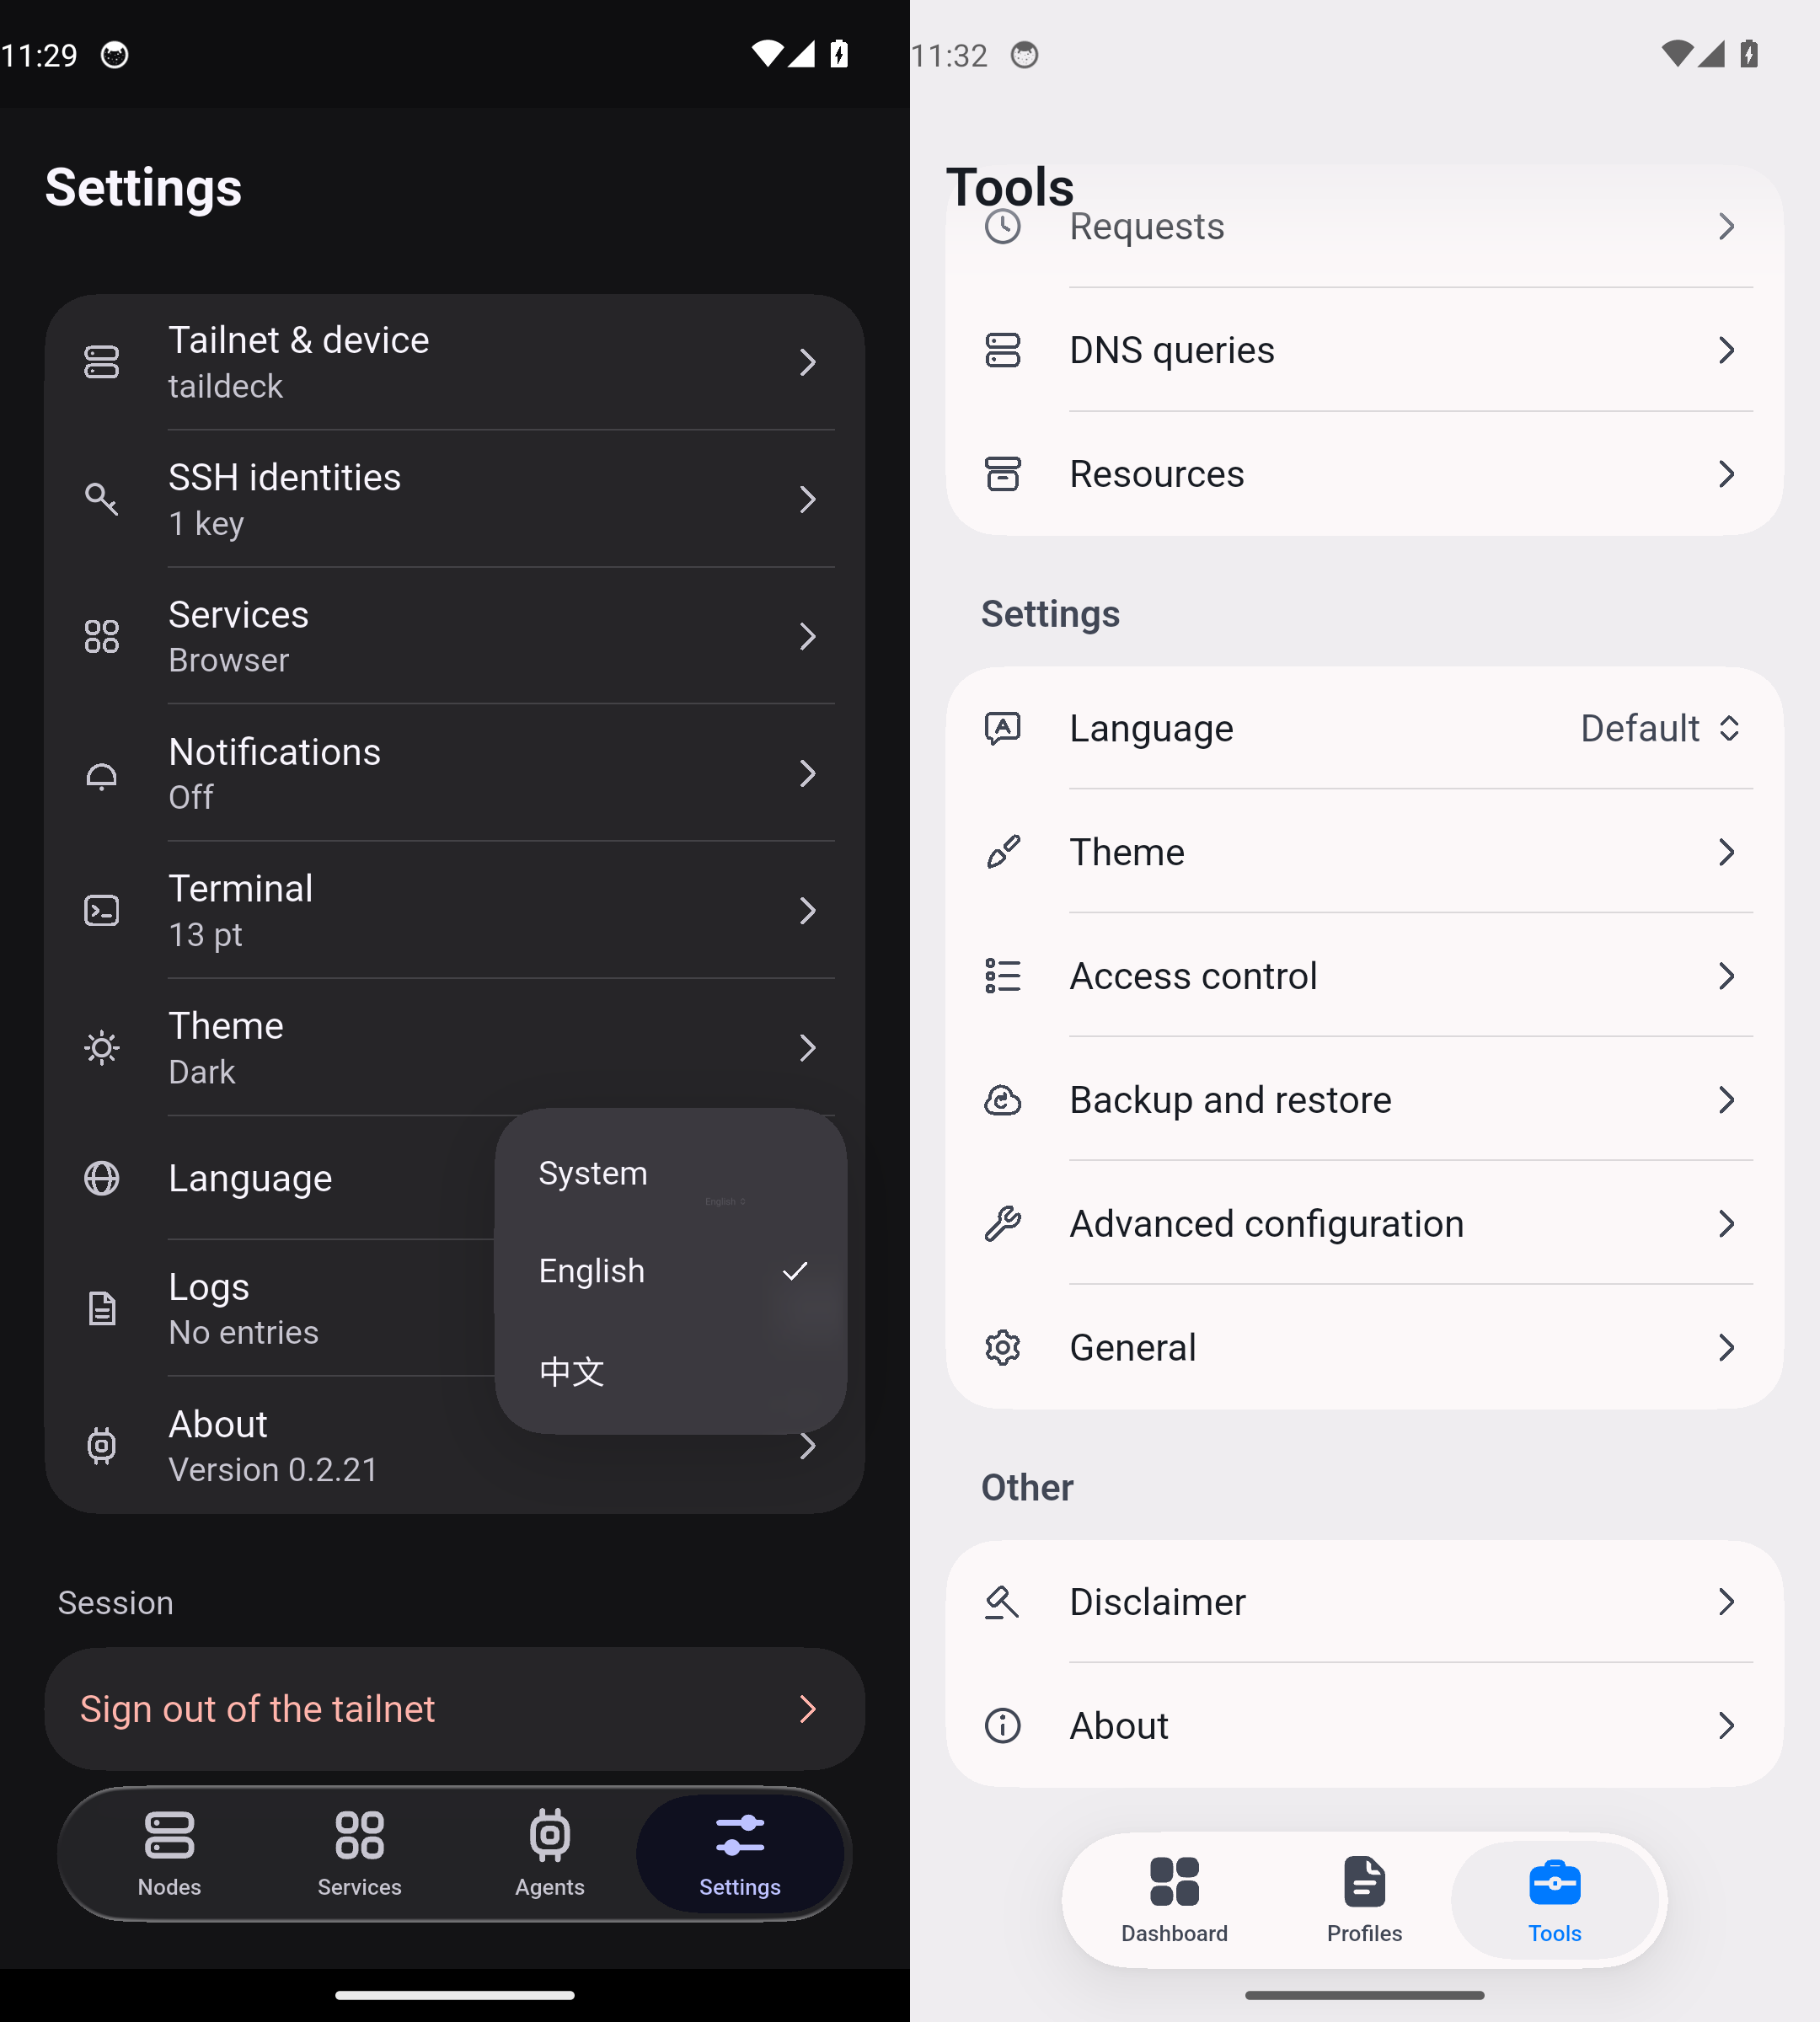 11:29
Settings
Tailnet & device
taildeck
SSH identities
1 key
Services
Browser
Notifications
Off
Terminal
13 pt
Theme
Dark
Language
System
English
English
中文
Logs
No entries
About
Version 0.2.21
Session
Sign out of the tailnet
Nodes
Services
Agents
Settings
11:32
Tools
Requests
DNS queries
Resources
Settings
Language
Default
Theme
Access control
Backup and restore
Advanced configuration
General
Other
Disclaimer
About
Dashboard
Profiles
Tools